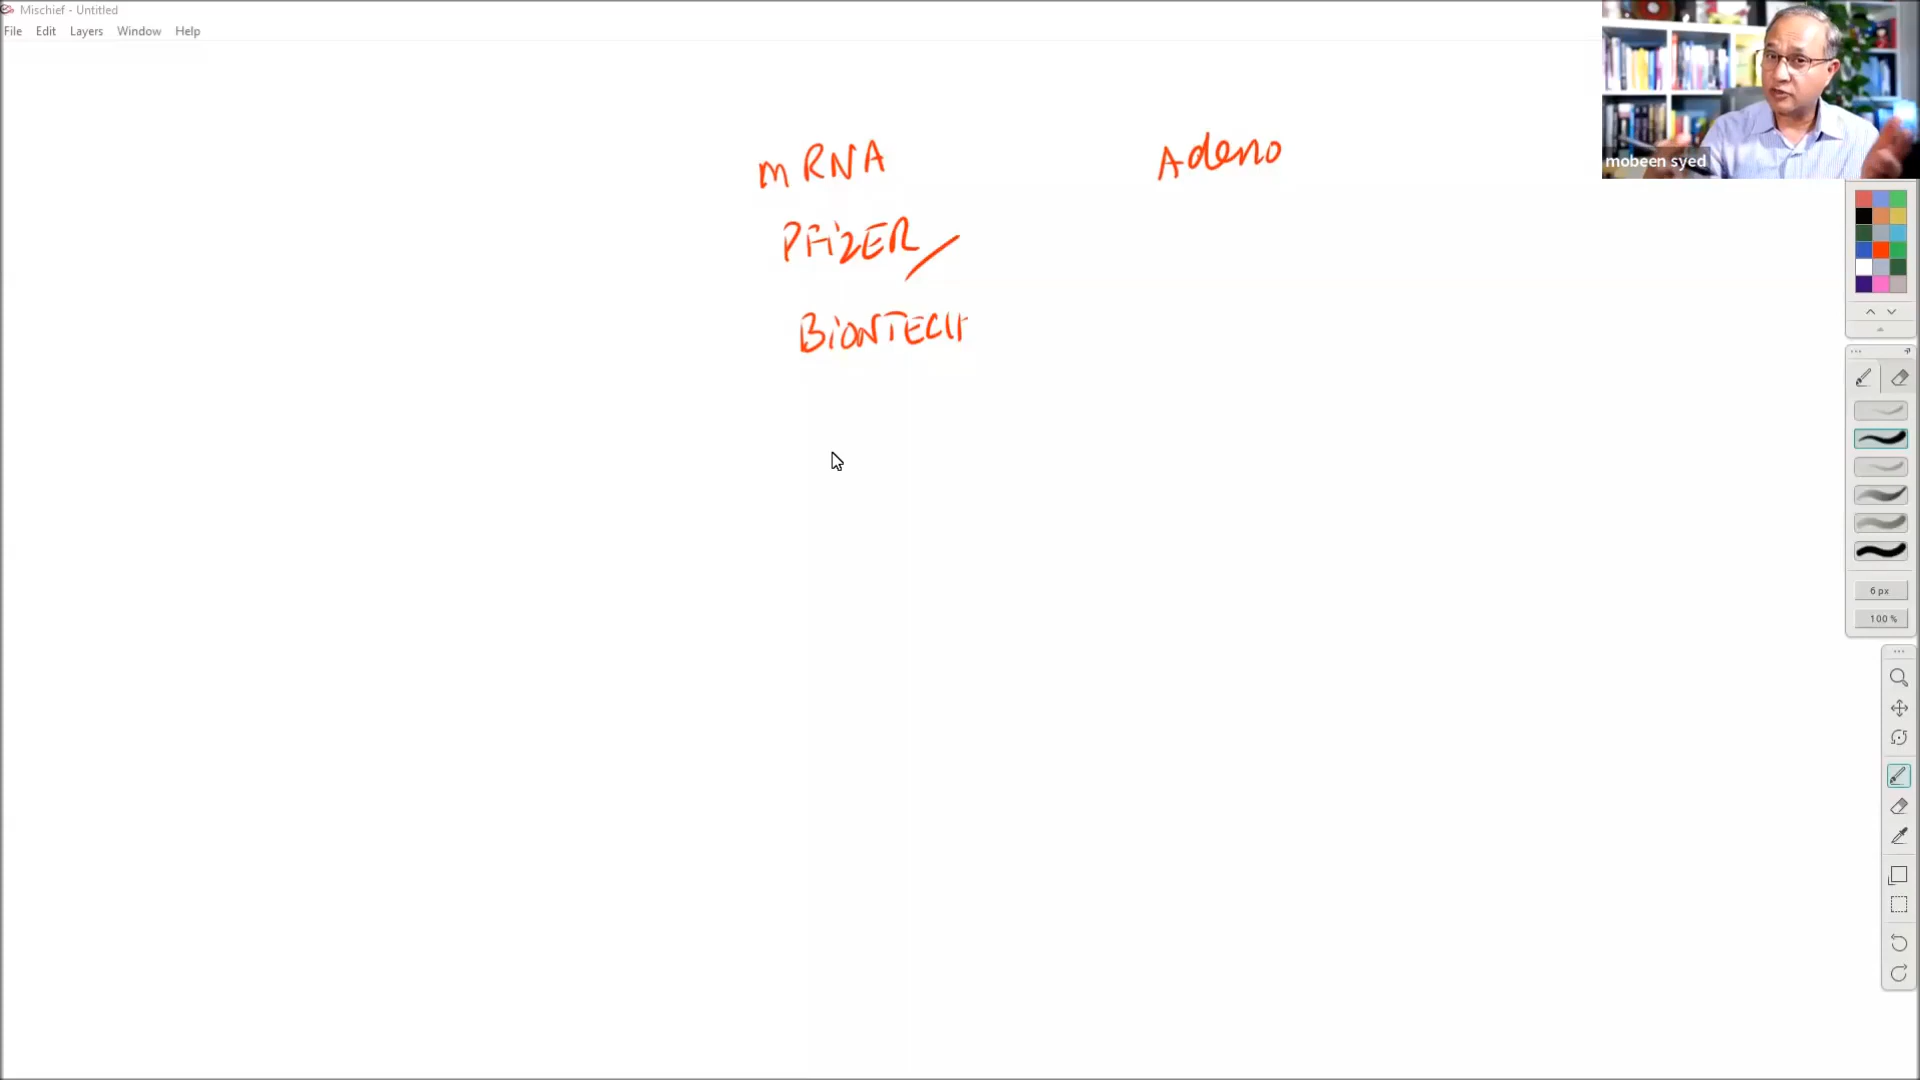 Mischief - Untitled
File Edit Layers Window Help
mobeen syed
mRNA Adeno
PFiZER/
BiONTECH
6 px
100 %